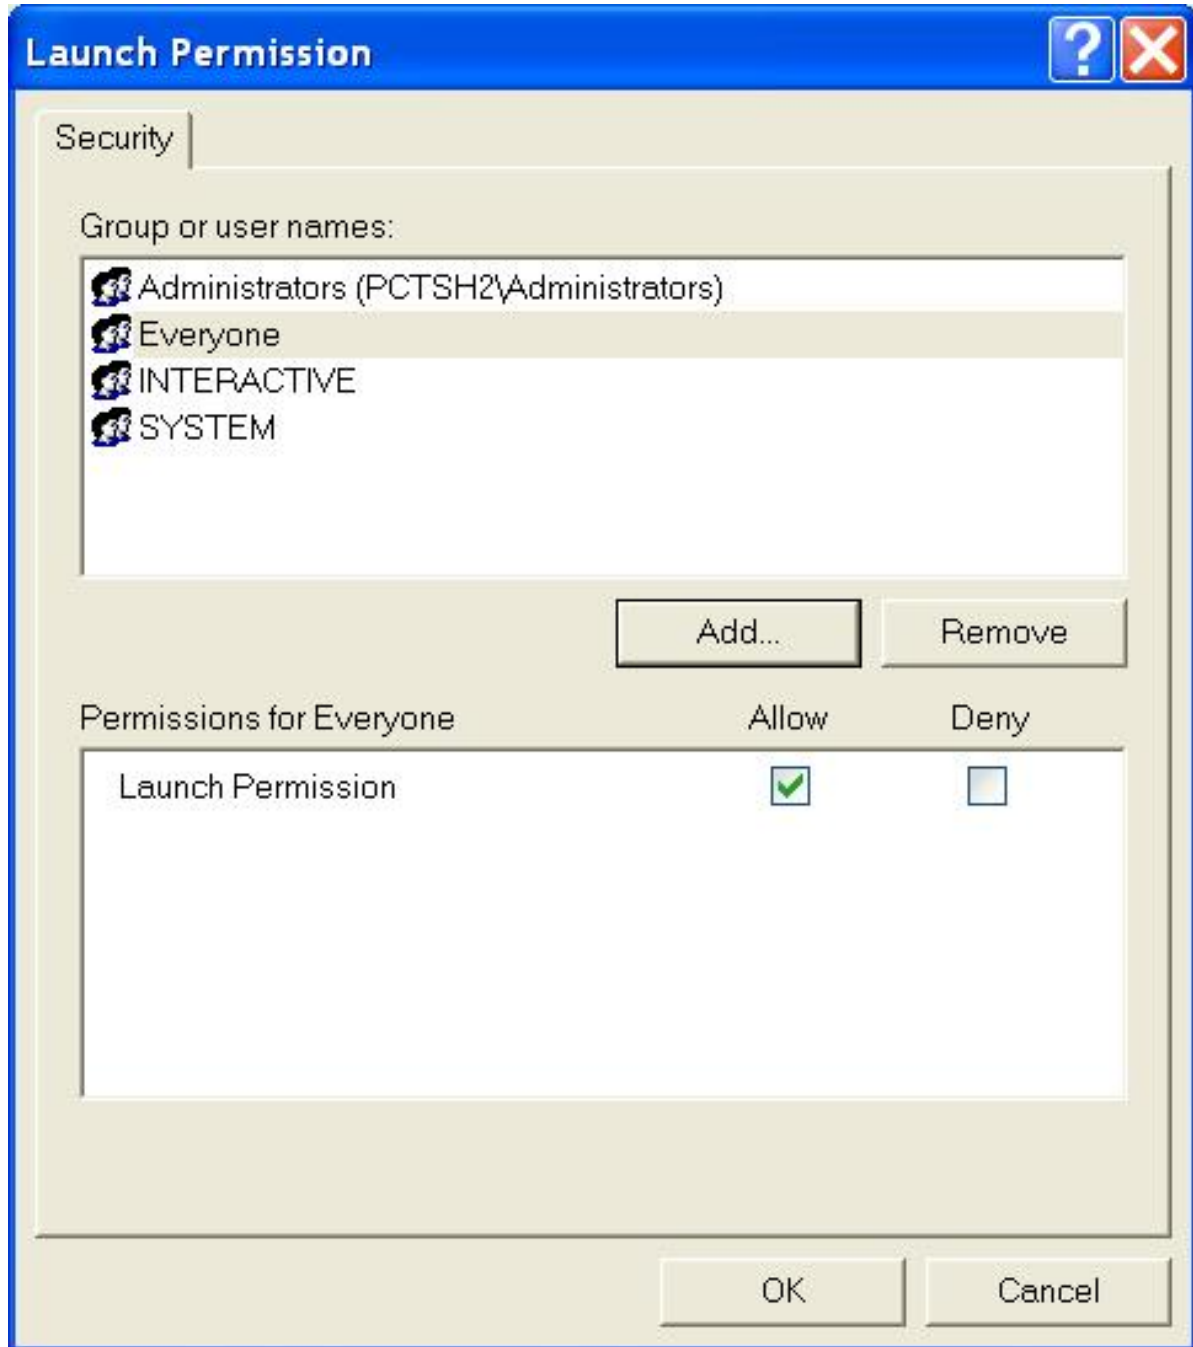 Launch Permission
Security
Group or user names:
Administrators (PCTSH2\Administrators)
Everyone
INTERACTIVE
SYSTEM
Add... Remove
Permissions for Everyone Allow Deny
Launch Permission
OK Cancel